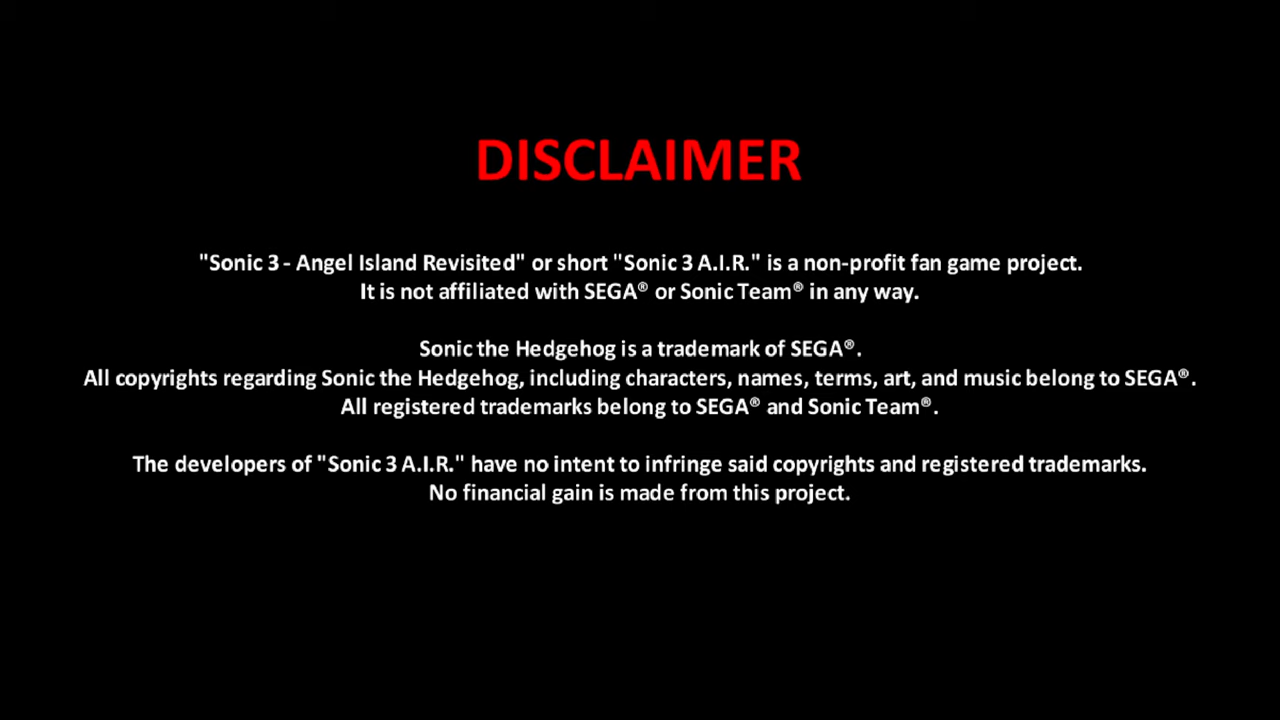 DISCLAIMER
"Sonic 3 - Angel Island Revisited" or short "Sonic 3 A.I.R." is a non-profit fan game project.
It is not affiliated with SEGA® or Sonic Team® in any way.
Sonic the Hedgehog is a trademark of SEGA®.
All copyrights regarding Sonic the Hedgehog, including characters, names, terms, art, and music belong to SEGA®.
All registered trademarks belong to SEGA® and Sonic Team®.
The developers of "Sonic 3 A.I.R." have no intent to infringe said copyrights and registered trademarks.
No financial gain is made from this project.